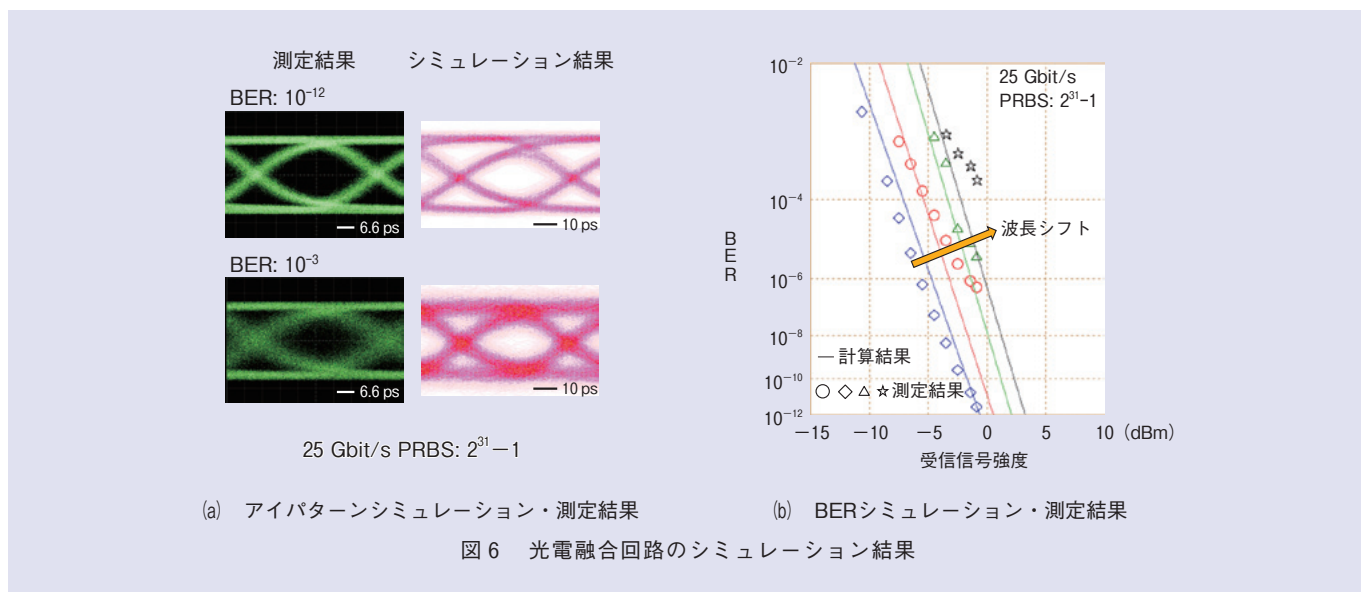 測定結果 シミュレーション結果
BER: 10⁻¹²
6.6 ps
10 ps
BER: 10⁻³
6.6 ps
10 ps
25 Gbit/s PRBS: 2³¹−1
(a) アイパターンシミュレーション・測定結果
25 Gbit/s
PRBS: 2³¹-1
10⁻²
10⁻⁴
10⁻⁶
10⁻⁸
10⁻¹⁰
10⁻¹²
BER
波長シフト
— 計算結果
○ ◇ △ ☆ 測定結果
−15 −10 −5 0 5 10 (dBm)
受信信号強度
(b) BERシミュレーション・測定結果
図6 光電融合回路のシミュレーション結果